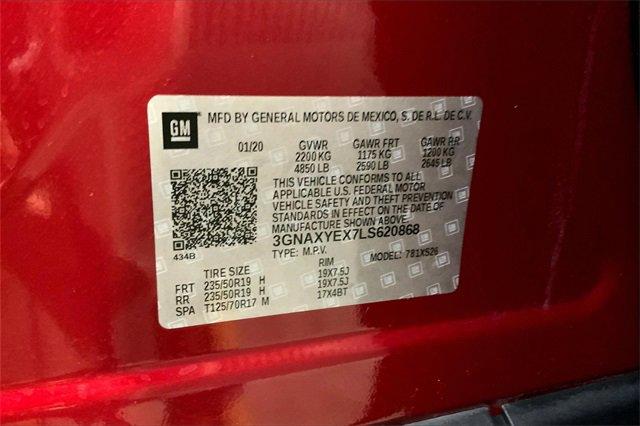 GM
MFD BY GENERAL MOTORS DE MEXICO, S. DE R.L. DE C.V.
01/20 GVWR GAWR FRT GAWR RR
2200 KG 1175 KG 1200 KG
4850 LB 2590 LB 2645 LB
THIS VEHICLE CONFORMS TO ALL
APPLICABLE U.S. FEDERAL MOTOR
VEHICLE SAFETY AND THEFT PREVENTION
STANDARDS IN EFFECT ON THE DATE OF
MANUFACTURE SHOWN ABOVE.
3GNAXYEX7LS620868
434B TYPE: M.P.V. MODEL: 781XS26
TIRE SIZE RIM
FRT 235/50R19 H 19X7.5J
RR 235/50R19 H 19X7.5J
SPA T125/70R17 M 17X4BT